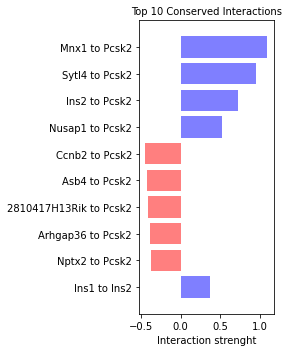 Top 10 Conserved Interactions
Mnx1 to Pcsk2
Sytl4 to Pcsk2
Ins2 to Pcsk2
Nusap1 to Pcsk2
Ccnb2 to Pcsk2
Asb4 to Pcsk2
2810417H13Rik to Pcsk2
Arhgap36 to Pcsk2
Nptx2 to Pcsk2
Ins1 to Ins2
-0.5 0.0 0.5 1.0
Interaction strenght